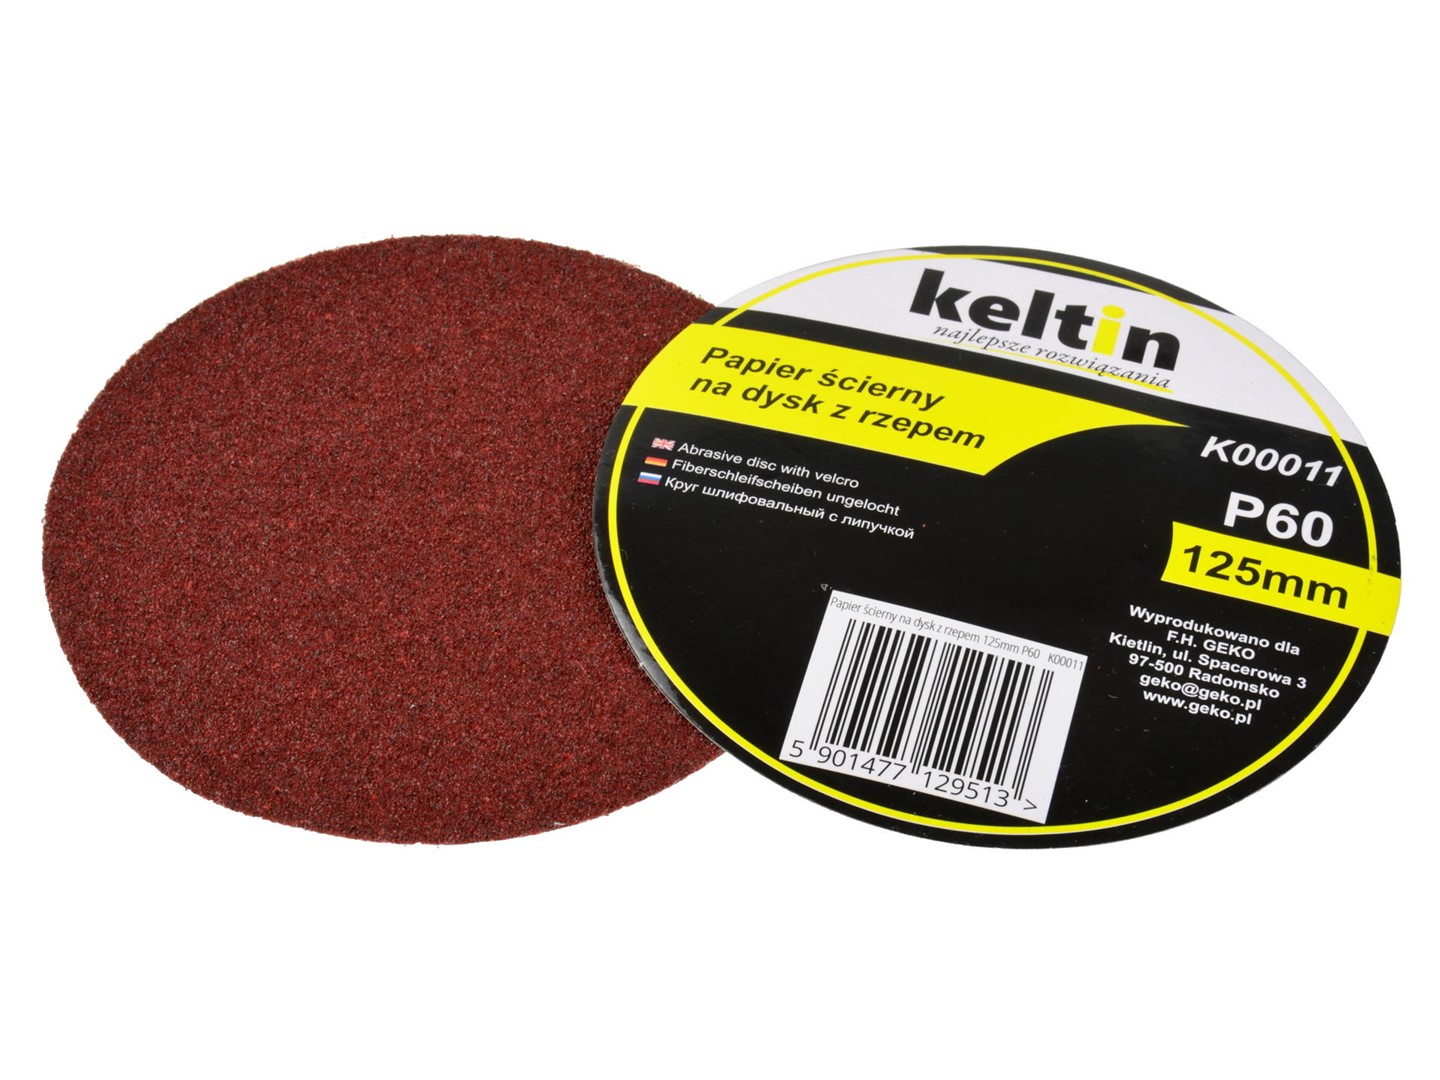 keltin
najlepsze rozwiązania
Papier ścierny
na dysk z rzepem
Abrasive disc with velcro
Fiberschleifscheiben ungelocht
Круг шлифовальный с липучкой
K00011
P60
125mm
Wyprodukowano dla
F.H. GEKO
Kietlin, ul. Spacerowa 3
97-500 Radomsko
geko@geko.pl
www.geko.pl
Papier ścierny na dysk z rzepem 125mm P60 K00011
5 901477 129513 >